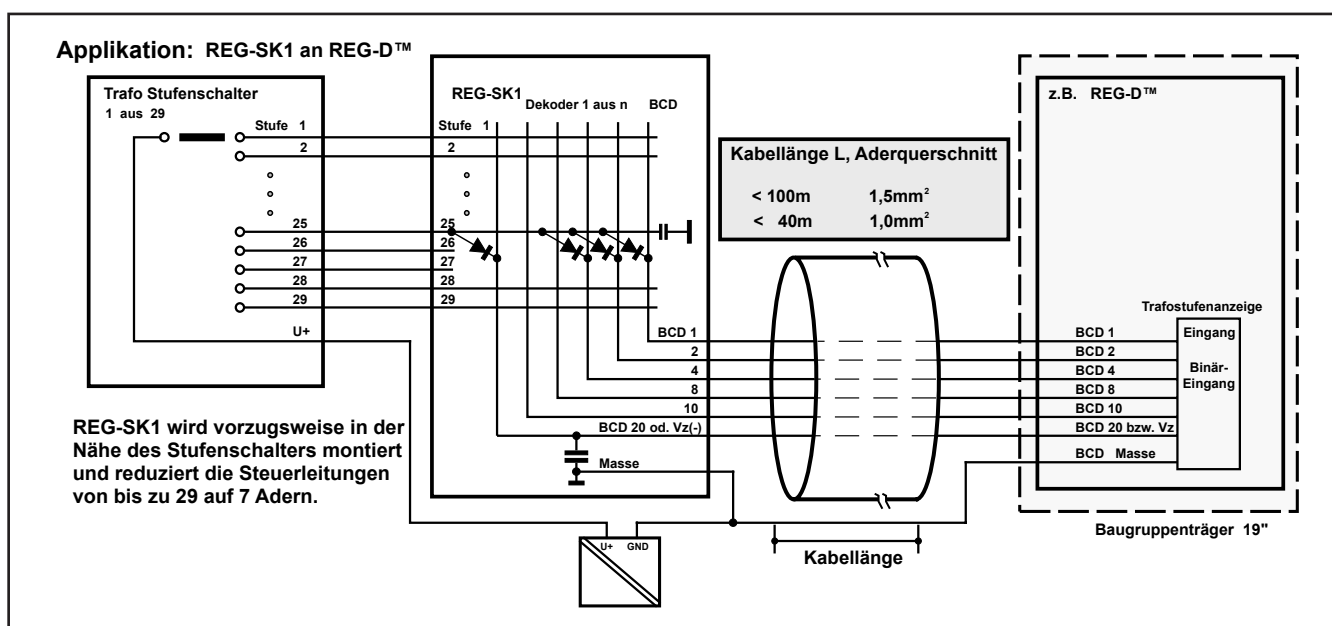 Applikation: REG-SK1 an REG-D™
Trafo Stufenschalter
1 aus 29
Stufe 1
2
25
26
27
28
29
U+
REG-SK1
Dekoder 1 aus n BCD
Stufe 1
2
25
26
27
28
29
BCD 1
2
4
8
10
BCD 20 od. Vz(-)
Masse
Kabellänge L, Aderquerschnitt
< 100m 1,5mm²
< 40m 1,0mm²
z.B. REG-D™
Trafostufenanzeige
BCD 1
BCD 2
BCD 4
BCD 8
BCD 10
BCD 20 bzw. Vz
BCD Masse
Eingang
Binär-
Eingang
REG-SK1 wird vorzugsweise in der
Nähe des Stufenschalters montiert
und reduziert die Steuerleitungen
von bis zu 29 auf 7 Adern.
U+ GND
Kabellänge
Baugruppenträger 19"